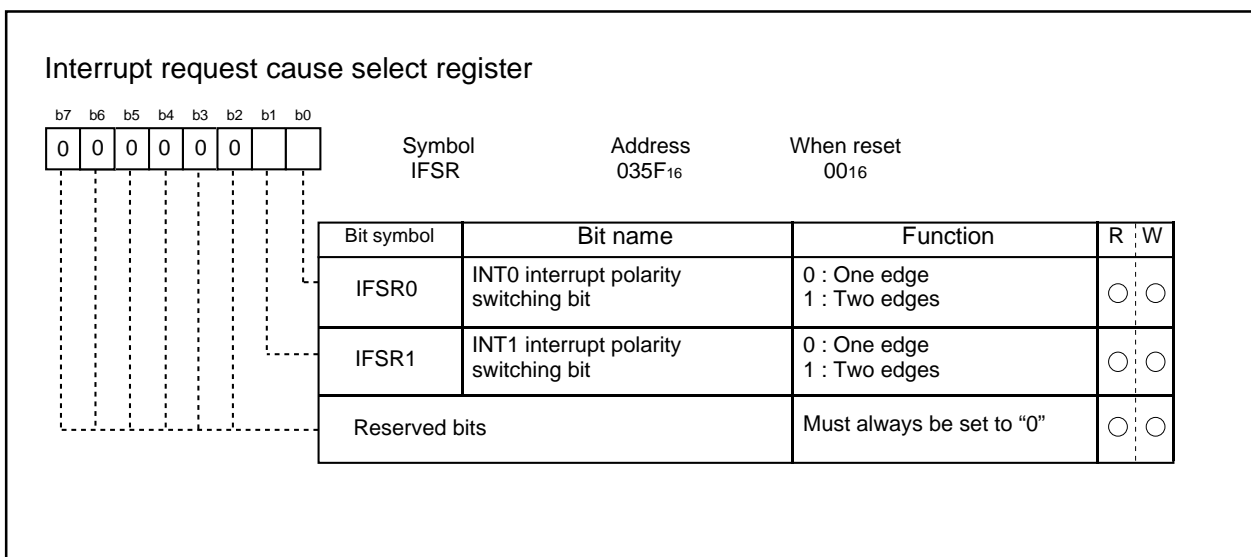 Interrupt request cause select register
b7 b6 b5 b4 b3 b2 b1 b0
0 0 0 0 0 0
Symbol Address When reset
IFSR 035F16 0016
Bit symbol Bit name Function R W
IFSR0 INT0 interrupt polarity 0 : One edge
switching bit 1 : Two edges
IFSR1 INT1 interrupt polarity 0 : One edge
switching bit 1 : Two edges
Reserved bits Must always be set to “0”